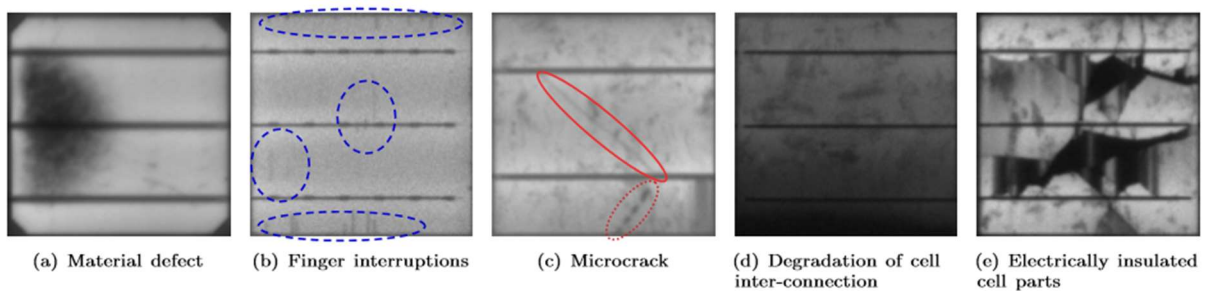 (a) Material defect
(b) Finger interruptions
(c) Microcrack
(d) Degradation of cell
inter-connection
(e) Electrically insulated
cell parts